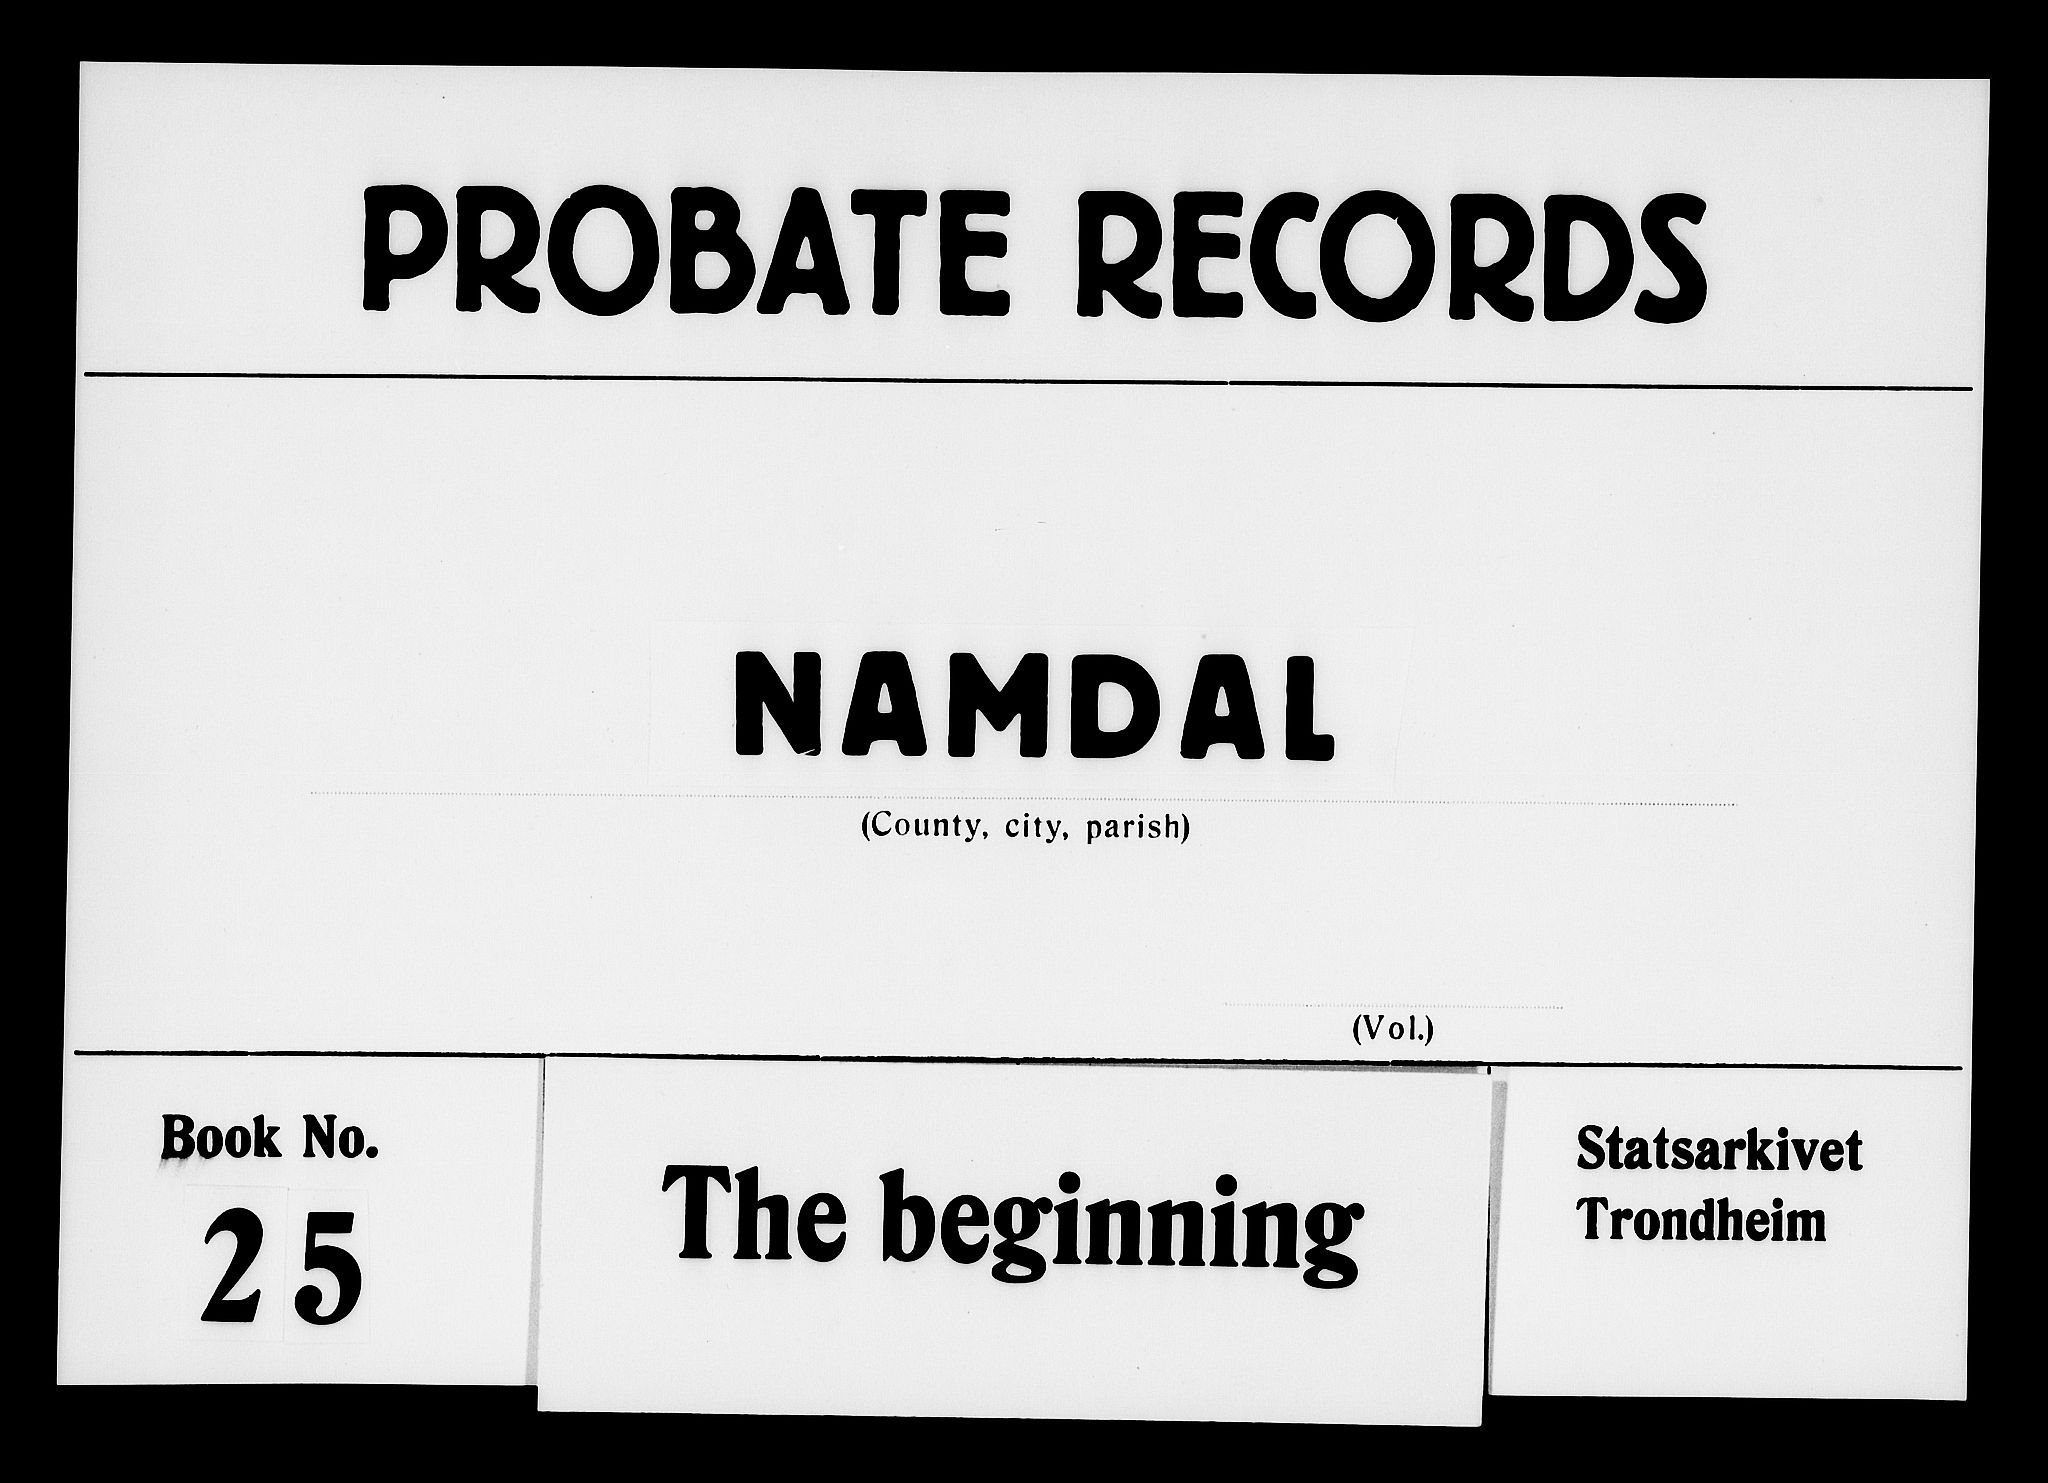 PROBATE RECORDS
NAMDAL
(County, city, parish)
(Vol.)
Book No.
25
The beginning
Statsarkivet
Trondheim